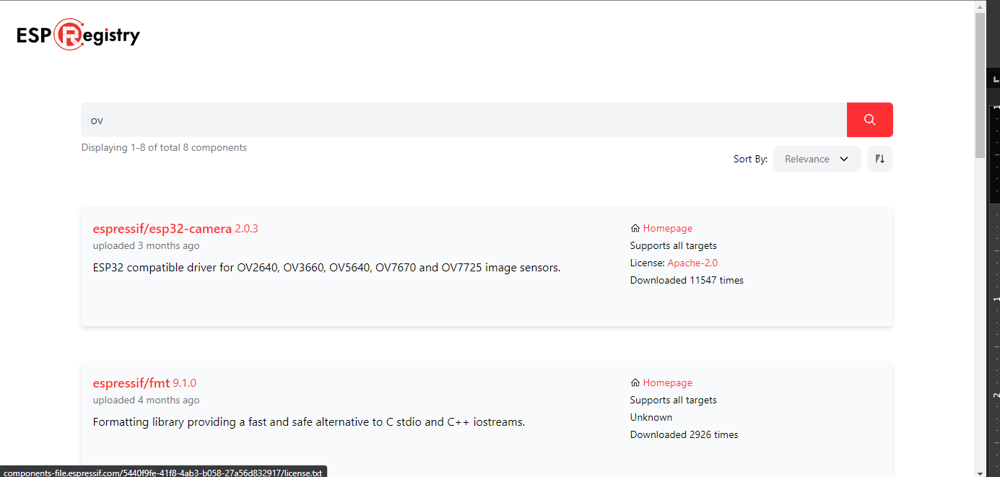 ESP Registry
ov
Displaying 1-8 of total 8 components
Sort By: Relevance
espressif/esp32-camera 2.0.3
uploaded 3 months ago
ESP32 compatible driver for OV2640, OV3660, OV5640, OV7670 and OV7725 image sensors.
Homepage
Supports all targets
License: Apache-2.0
Downloaded 11547 times
espressif/fmt 9.1.0
uploaded 4 months ago
Formatting library providing a fast and safe alternative to C stdio and C++ iostreams.
Homepage
Supports all targets
Unknown
Downloaded 2926 times
components-file.espressif.com/5440f9fe-41f8-4ab3-b058-27a56d832917/license.txt
L
1
1
2